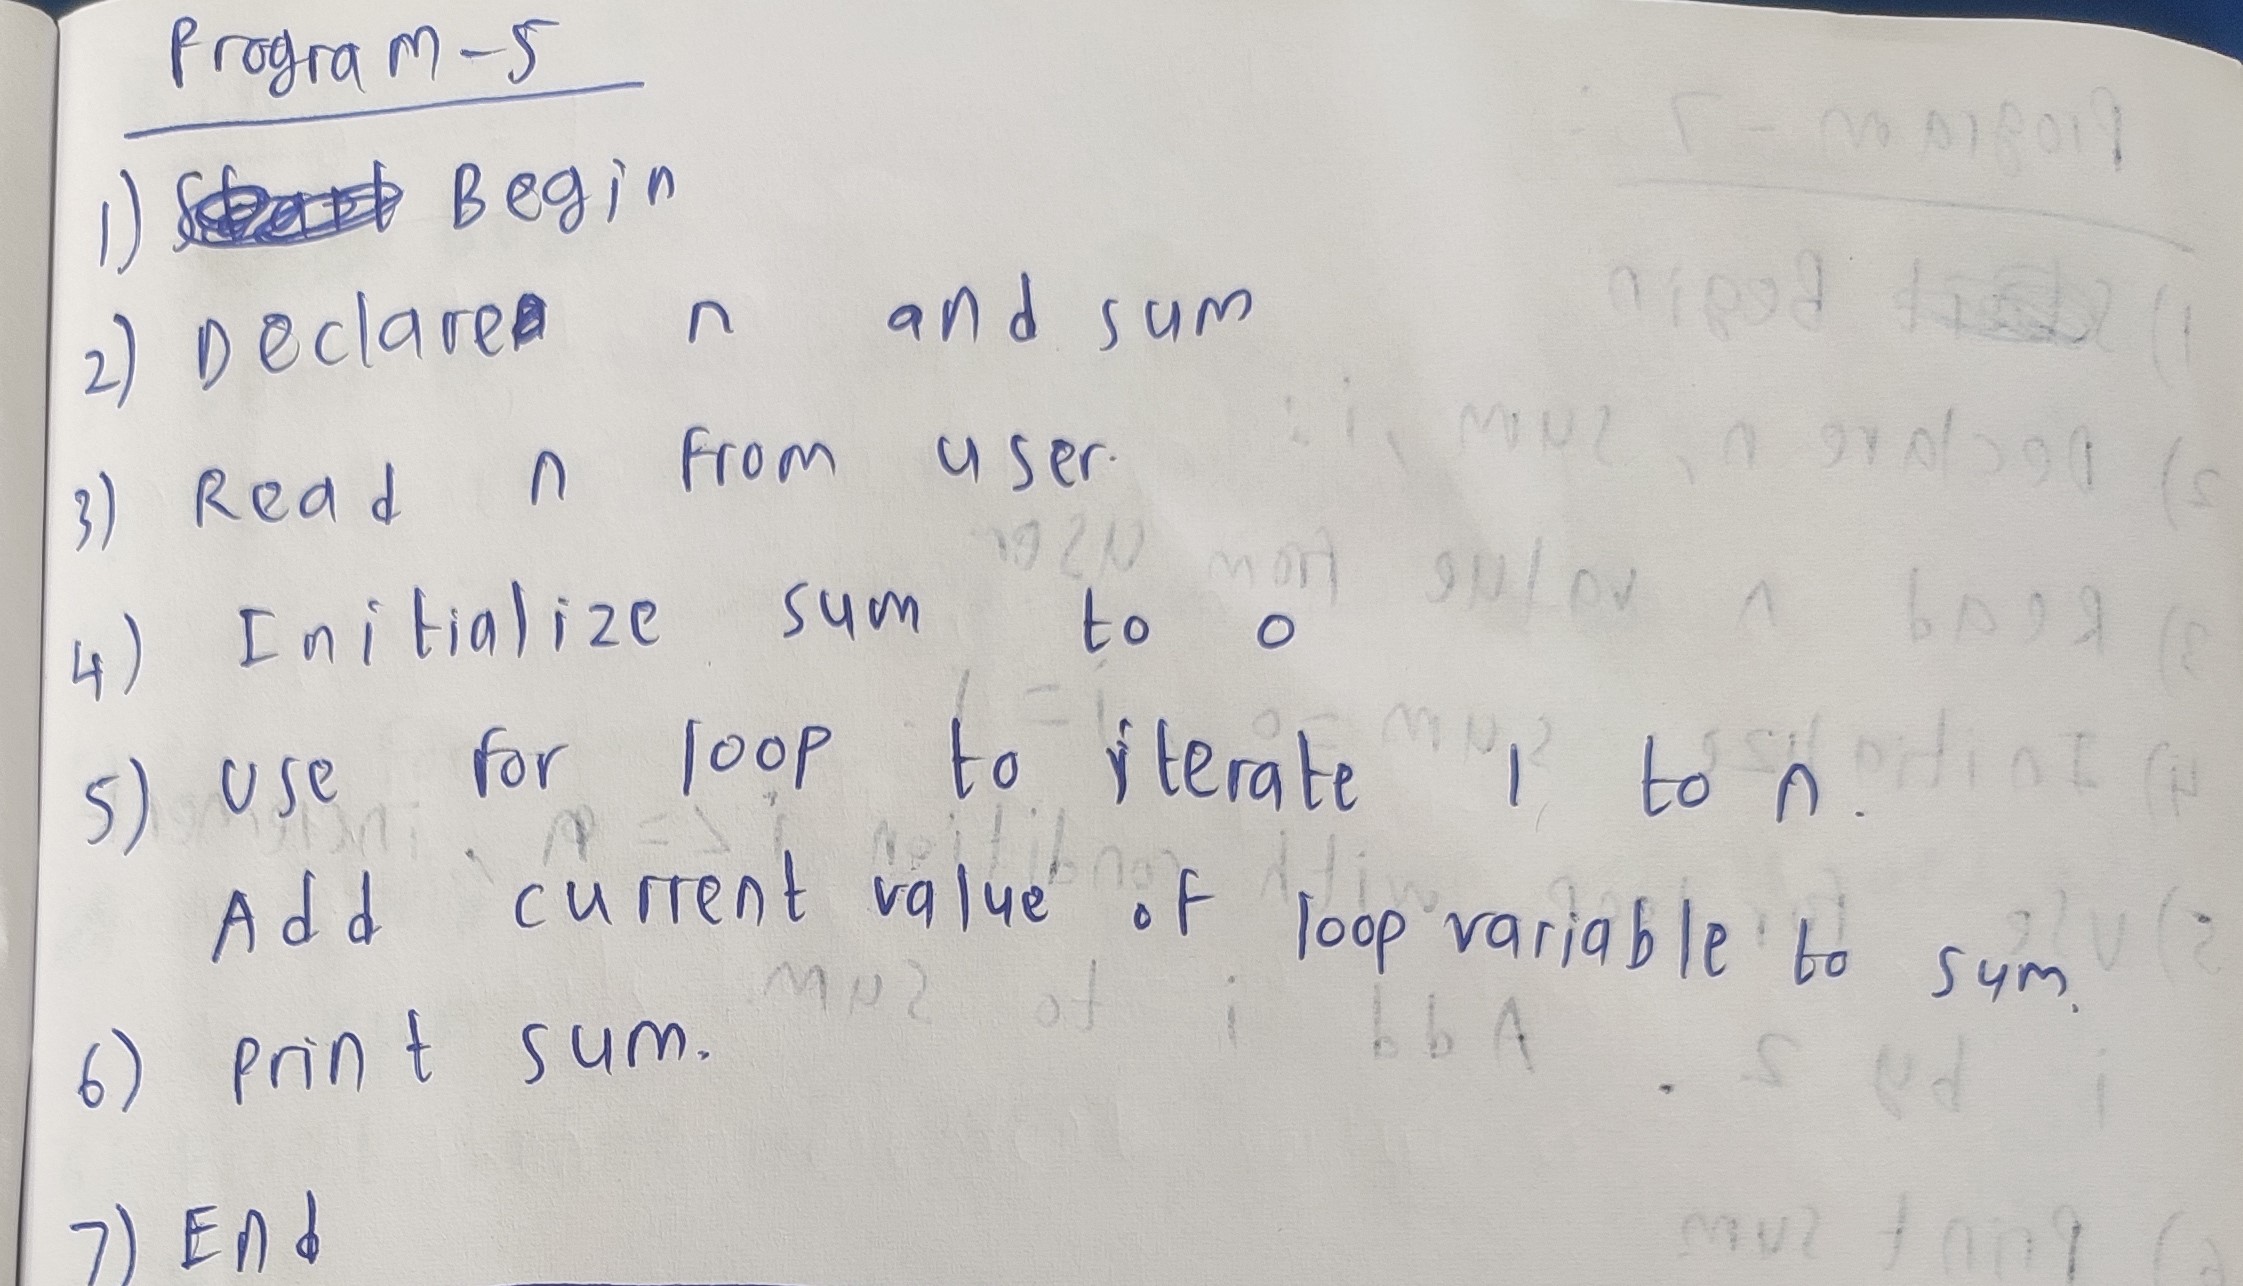 Program-5
1) Begin
2) Declare n and sum
3) Read n from user.
4) Initialize sum to 0
5) Use for loop to iterate 1 to n.
Add current value of loop variable to sum.
6) print sum.
7) End